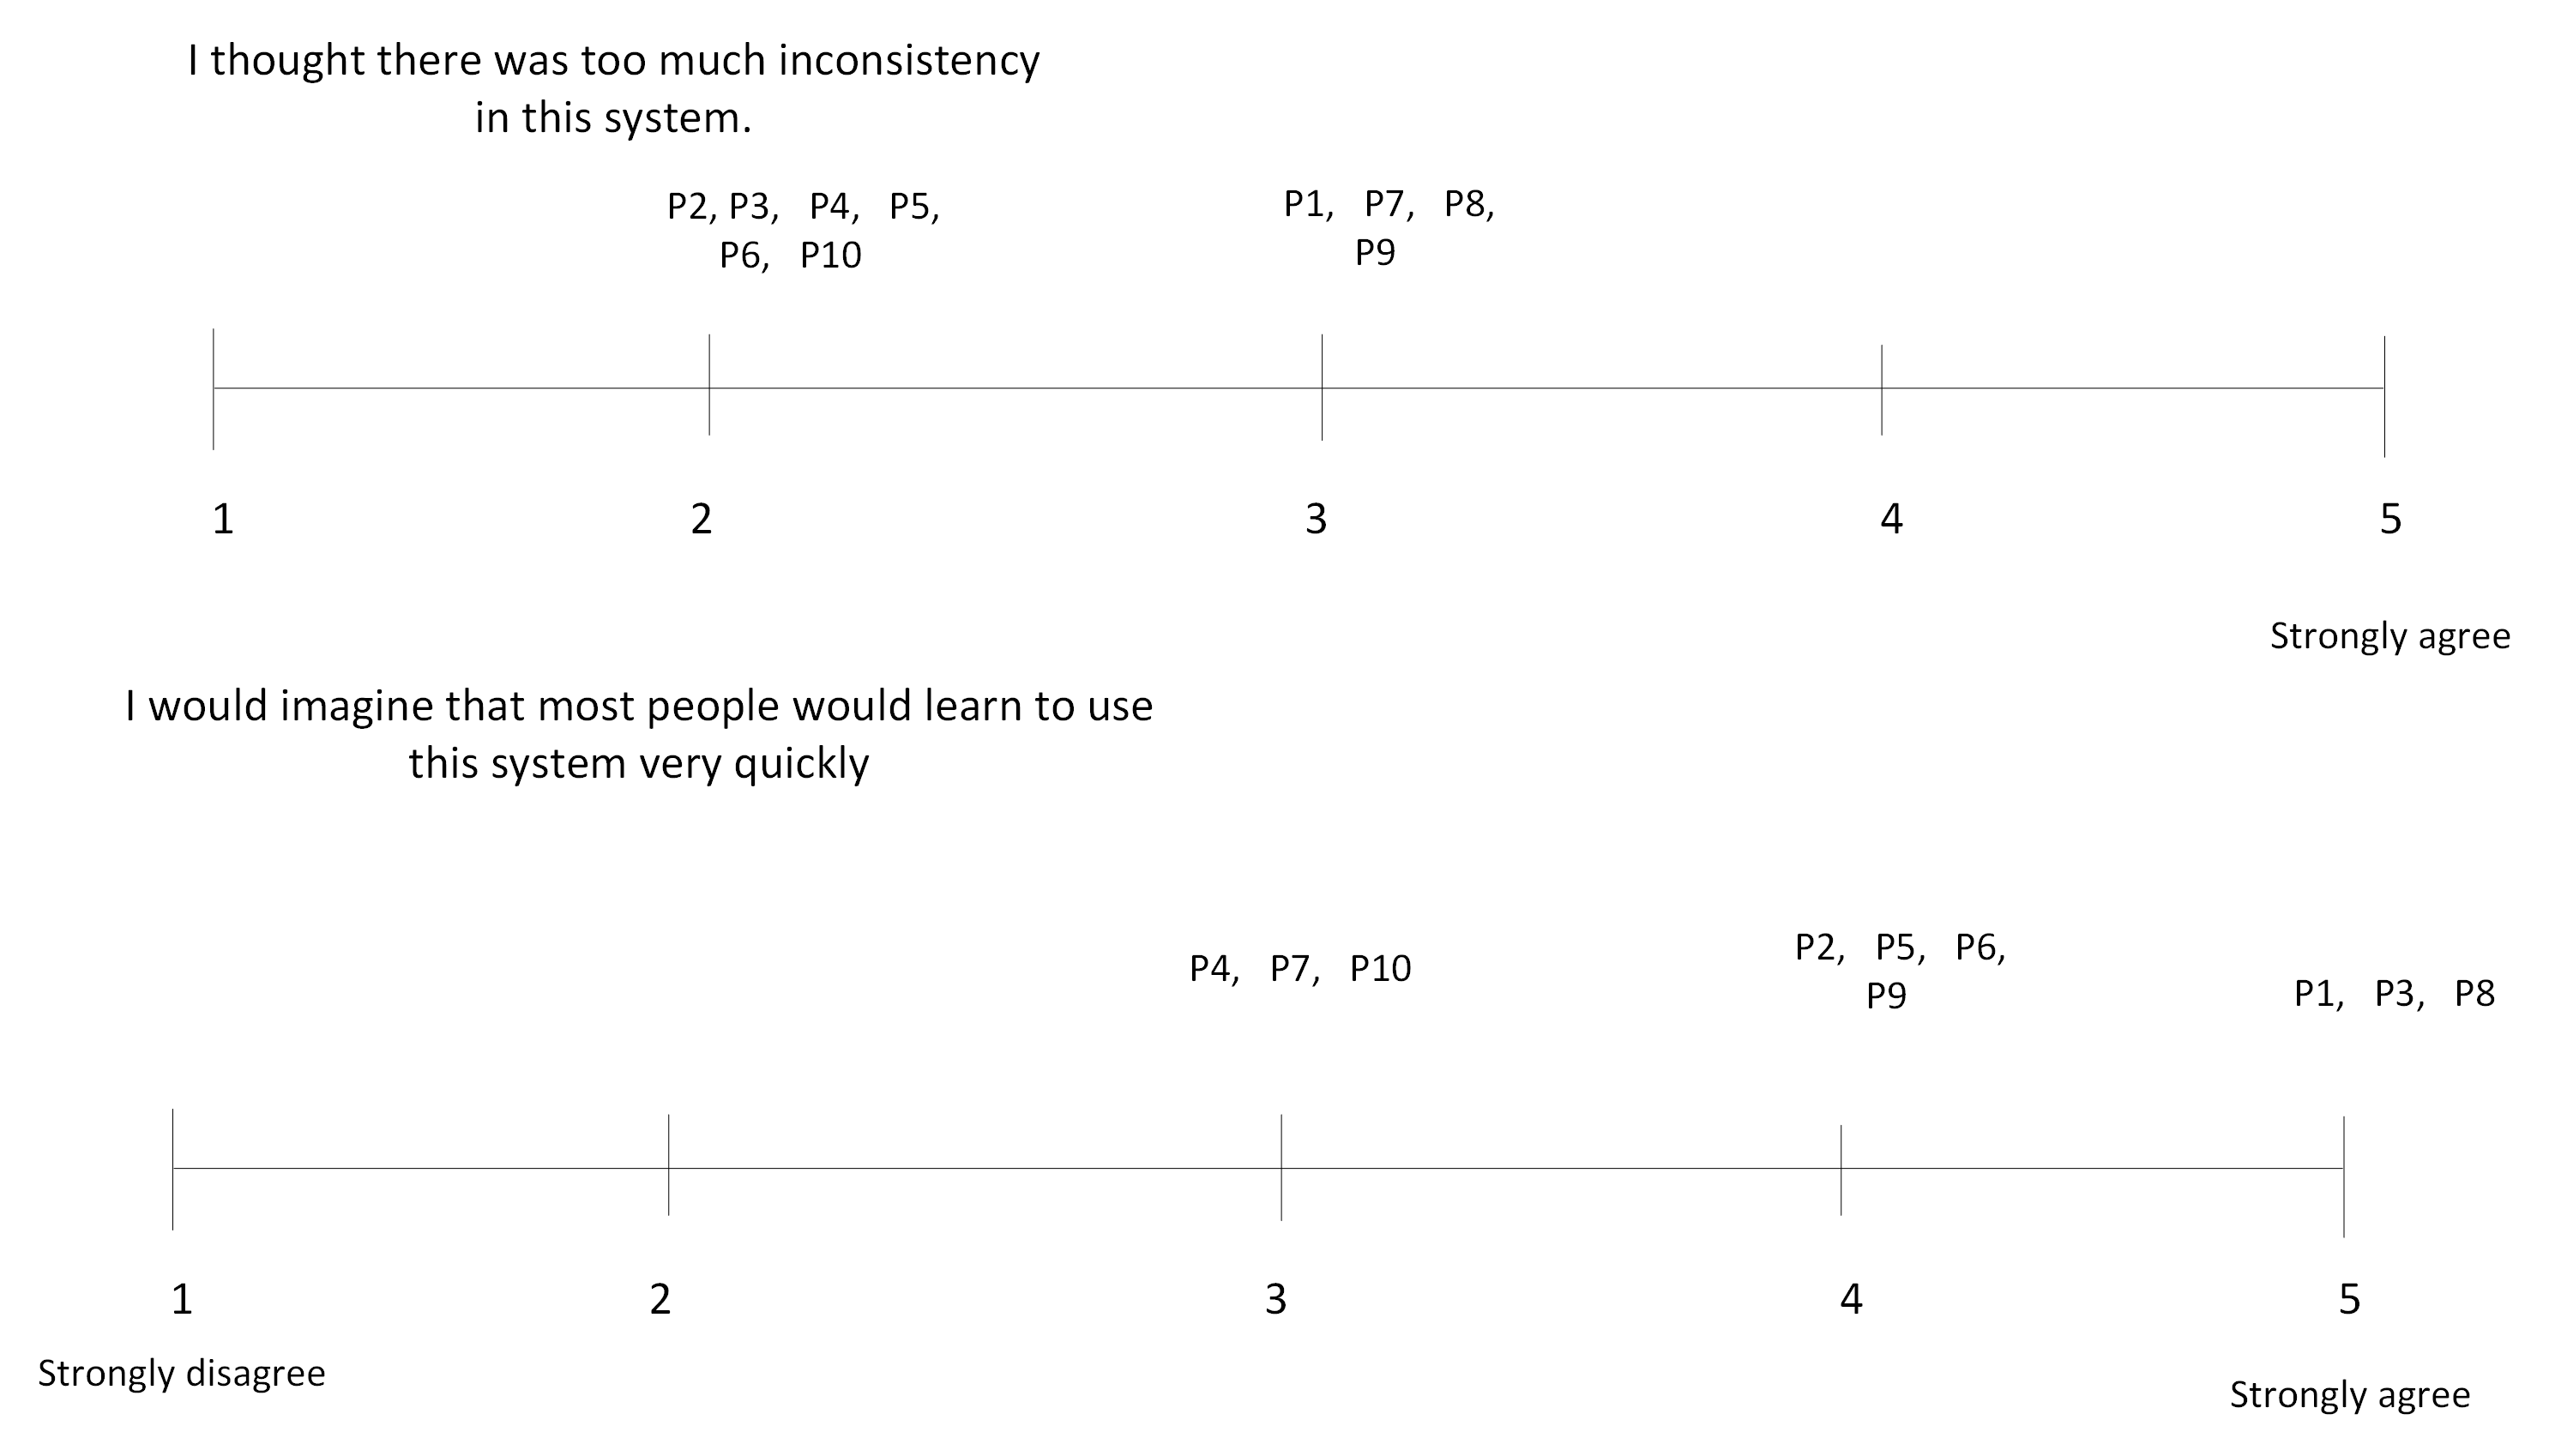 I thought there was too much inconsistency
in this system.
P2, P3, P4, P5,
P6, P10
P1, P7, P8,
P9
1 2 3 4 5
Strongly agree
I would imagine that most people would learn to use
this system very quickly
P4, P7, P10
P2, P5, P6,
P9
P1, P3, P8
1 2 3 4 5
Strongly disagree
Strongly agree